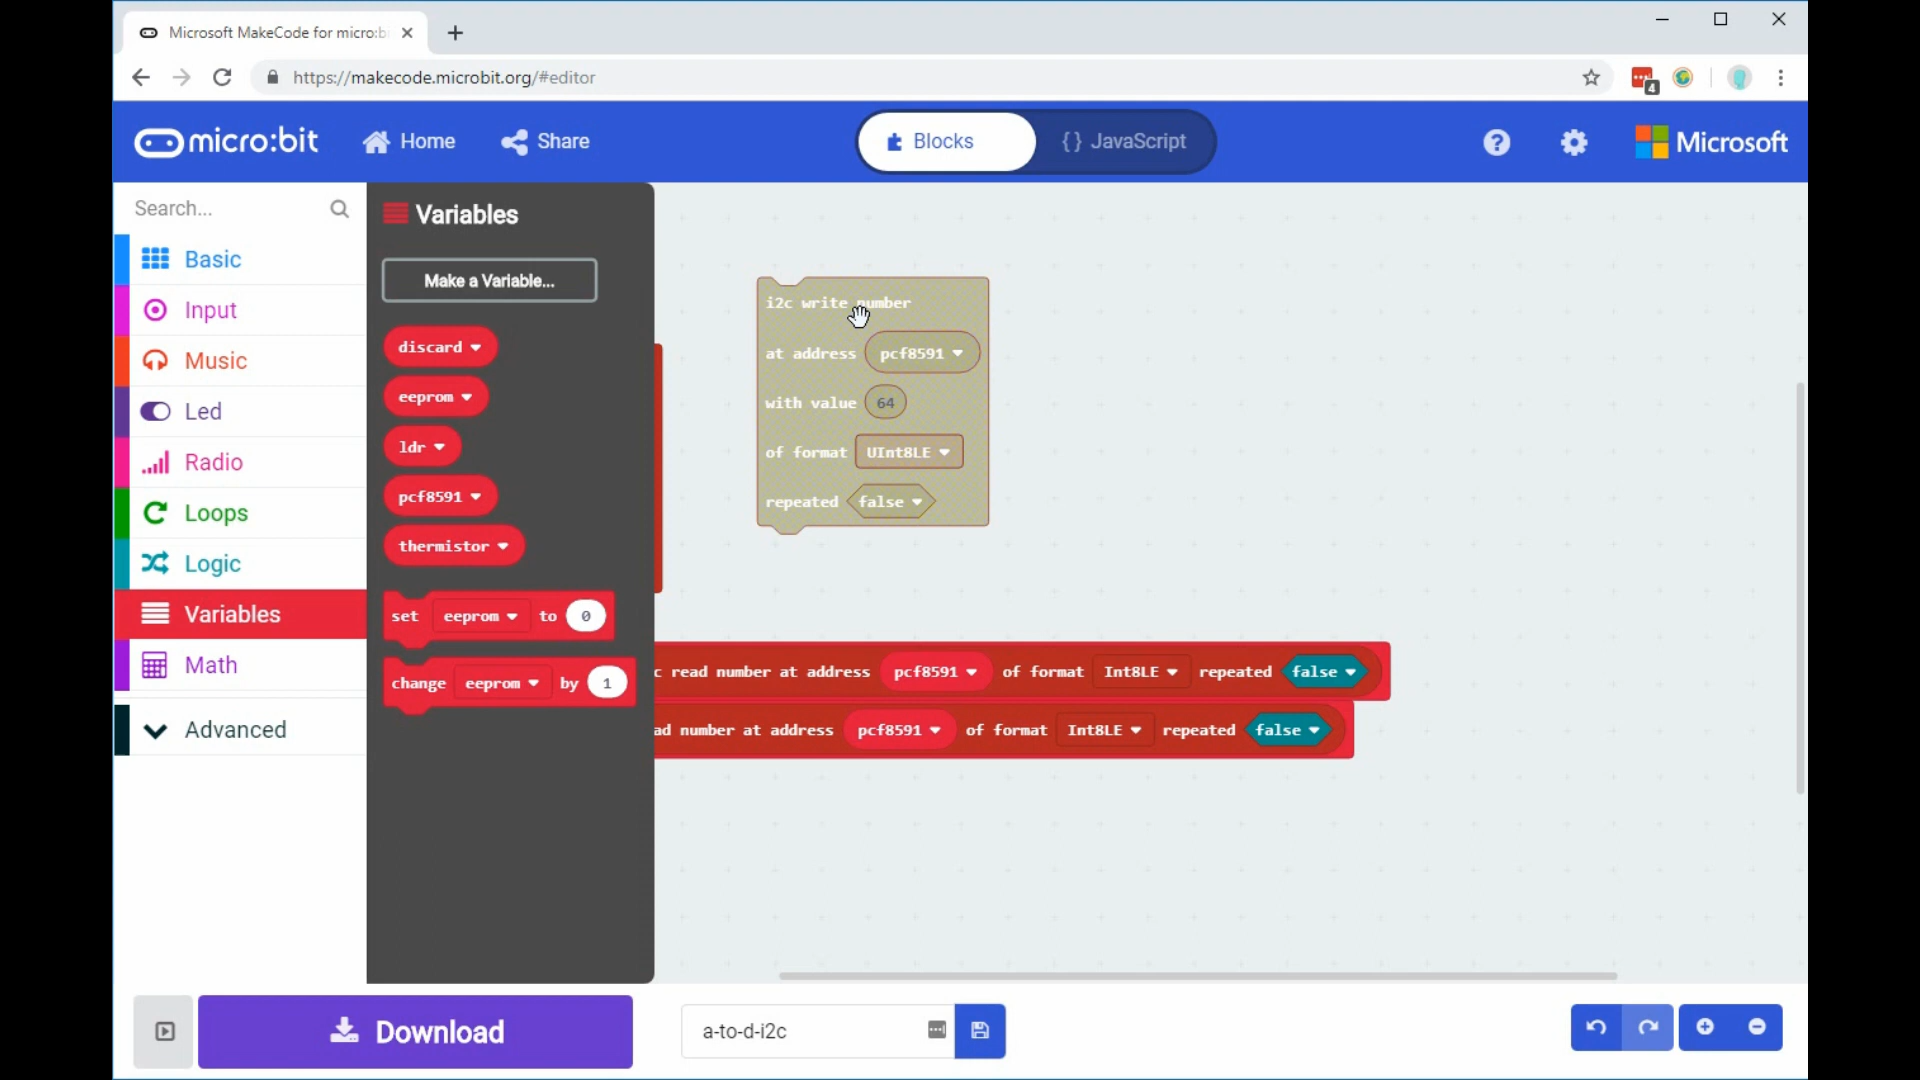 Microsoft MakeCode for micro:bi
https://makecode.microbit.org/#editor
4
micro:bit
Home
Share
Blocks
{} JavaScript
?
Microsoft
Search...
Basic
Input
Music
Led
Radio
Loops
Logic
Variables
Math
Advanced
Variables
Make a Variable...
discard
eeprom
ldr
pcf8591
thermistor
set eeprom to 0
change eeprom by 1
i2c write number
at address pcf8591
with value 64
of format UInt8LE
repeated false
c read number at address pcf8591 of format Int8LE repeated false
ad number at address pcf8591 of format Int8LE repeated false
Download
a-to-d-i2c